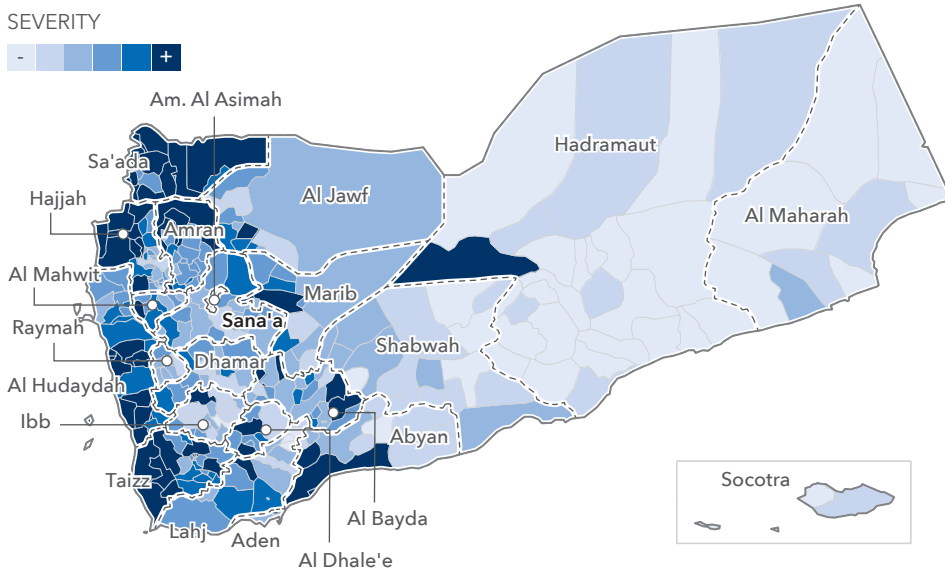 SEVERITY
- +
Am. Al Asimah
Hadramaut
Sa'ada
Al Jawf
Hajjah
Al Maharah
Amran
Al Mahwit
Marib
Sana'a
Raymah
Shabwah
Dhamar
Al Hudaydah
Ibb
Abyan
Taizz
Socotra
Al Bayda
Lahj
Aden
Al Dhale'e